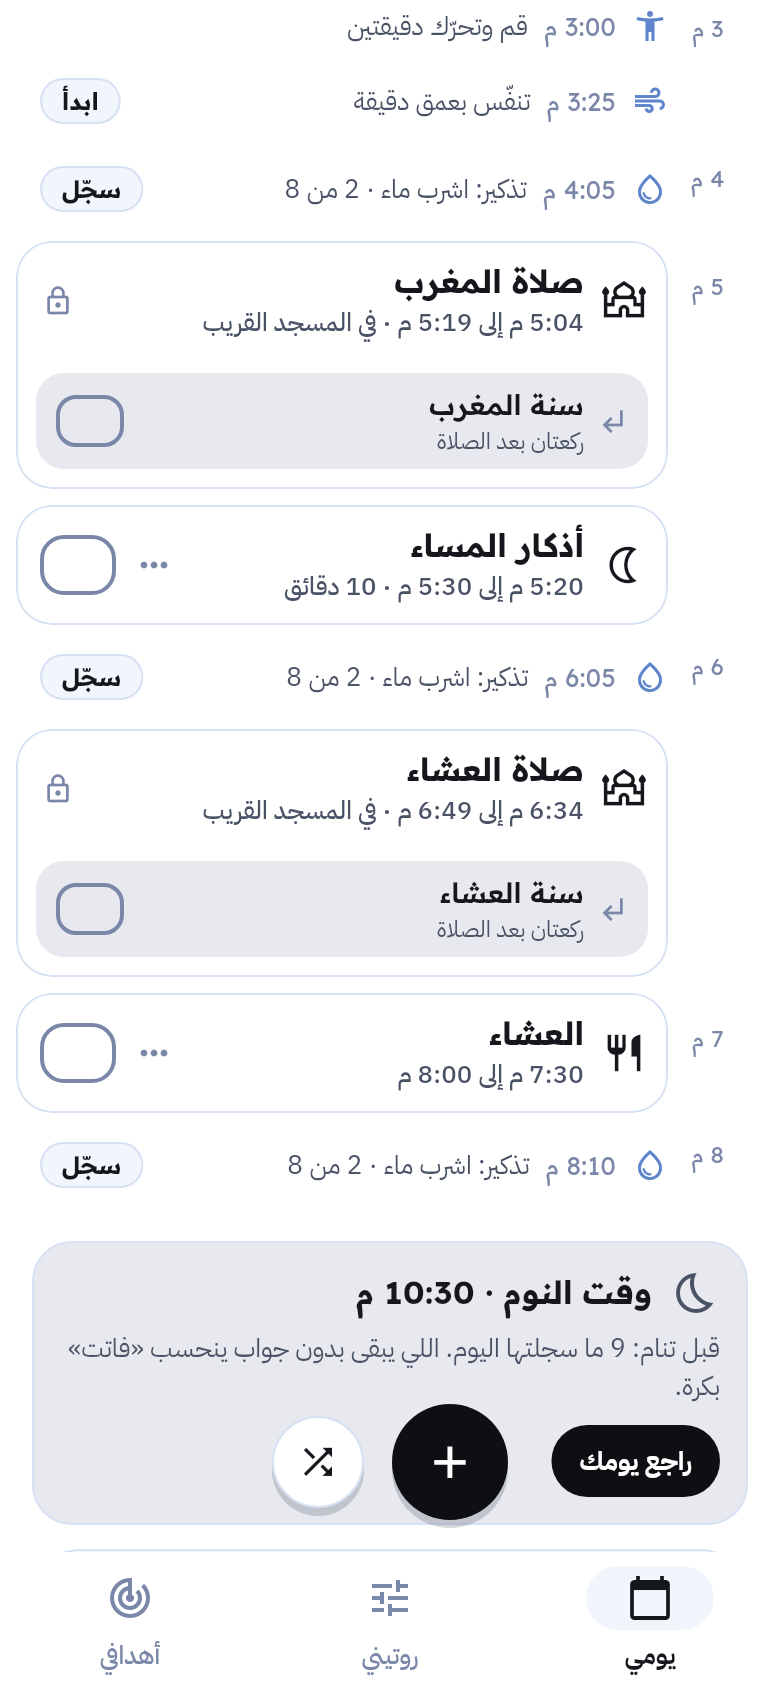 3 م
3:00 م قم وتحرّك دقيقتين
3:25 م تنفّس بعمق دقيقة
ابدأ
4 م
4:05 م تذكير: اشرب ماء · 2 من 8
سجّل
5 م
صلاة المغرب
5:04 م إلى 5:19 م · في المسجد القريب
سنة المغرب
ركعتان بعد الصلاة
أذكار المساء
5:20 م إلى 5:30 م · 10 دقائق
6 م
6:05 م تذكير: اشرب ماء · 2 من 8
سجّل
صلاة العشاء
6:34 م إلى 6:49 م · في المسجد القريب
سنة العشاء
ركعتان بعد الصلاة
7 م
العشاء
7:30 م إلى 8:00 م
8 م
8:10 م تذكير: اشرب ماء · 2 من 8
سجّل
وقت النوم · 10:30 م
قبل تنام: 9 ما سجلتها اليوم. اللي يبقى بدون جواب ينحسب «فاتت»
بكرة.
راجع يومك
يومي
روتيني
أهدافي